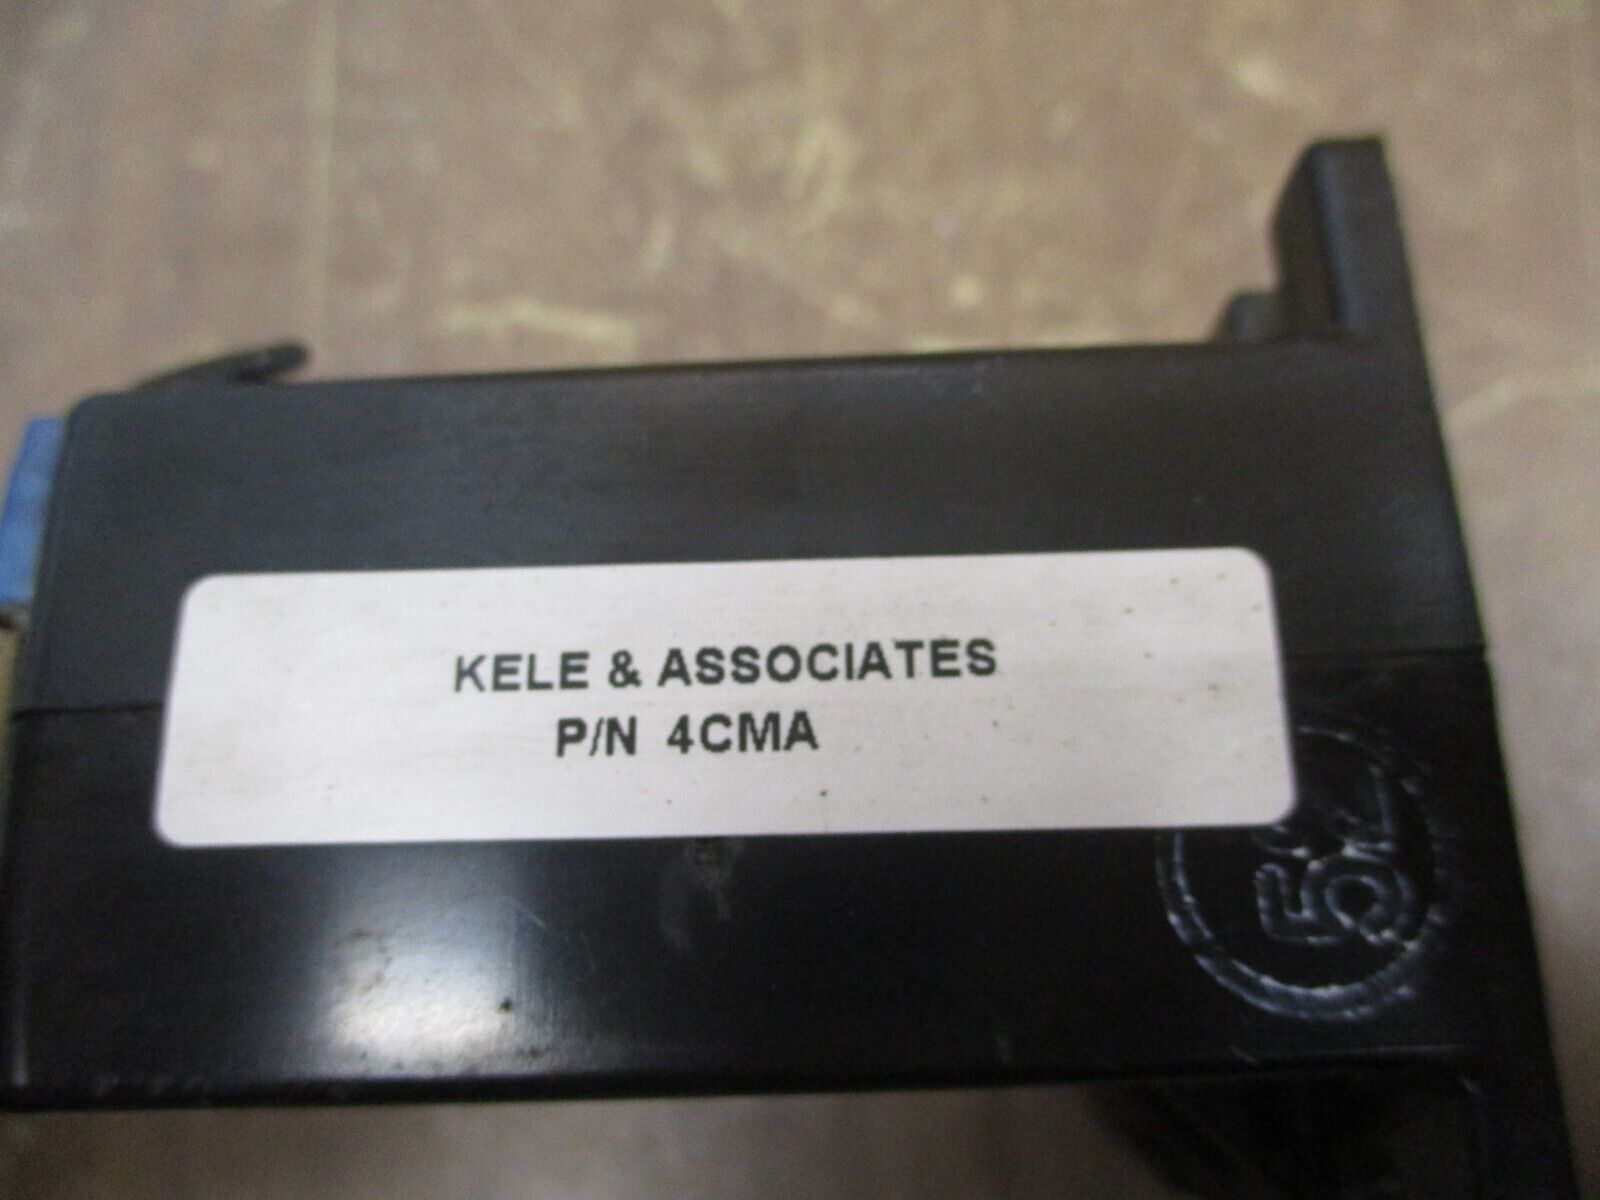 KELE & ASSOCIATES
P/N 4CMA